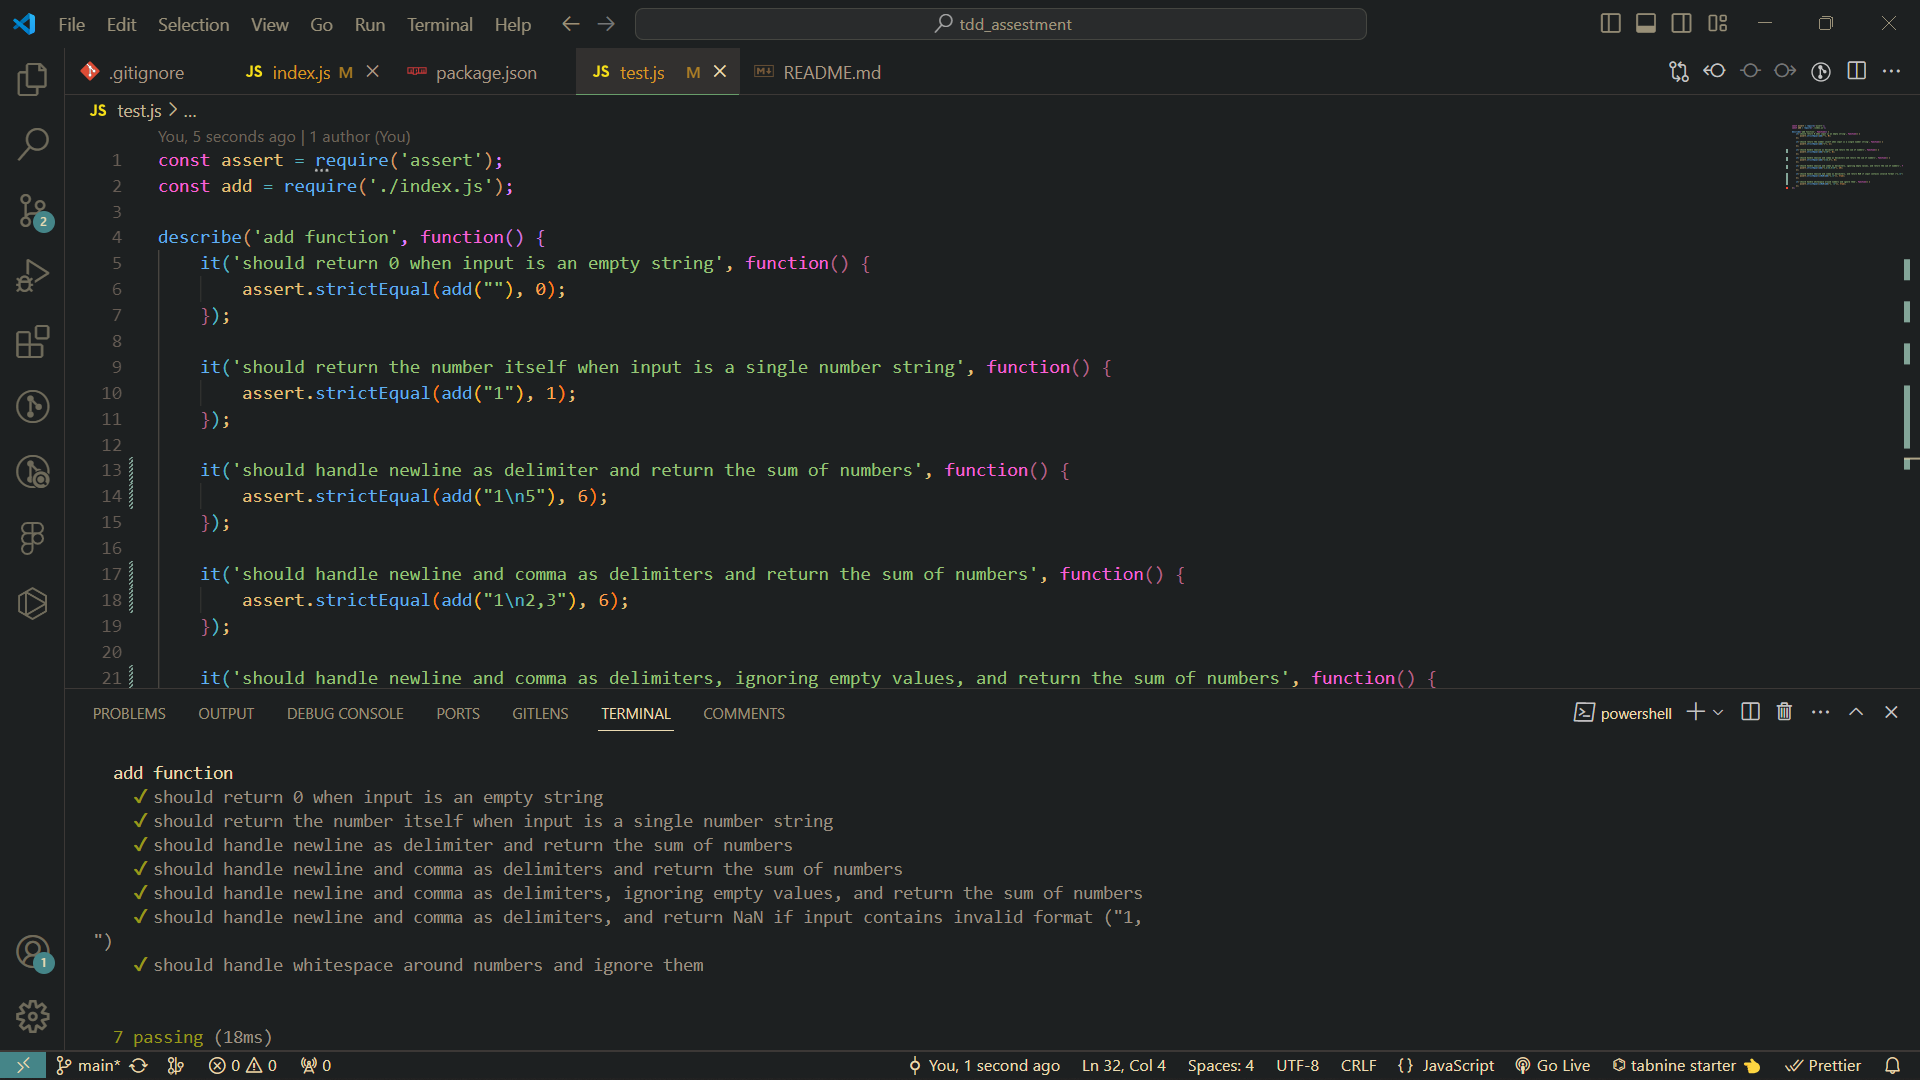 File Edit Selection View Go Run Terminal Help
tdd_assestment
.gitignore
JS index.js M
package.json
JS test.js M
README.md
JS test.js > ...
You, 5 seconds ago | 1 author (You)
1 const assert = require('assert');
2 const add = require('./index.js');
3
4 describe('add function', function() {
5 it('should return 0 when input is an empty string', function() {
6 assert.strictEqual(add(""), 0);
7 });
8
9 it('should return the number itself when input is a single number string', function() {
10 assert.strictEqual(add("1"), 1);
11 });
12
13 it('should handle newline as delimiter and return the sum of numbers', function() {
14 assert.strictEqual(add("1\n5"), 6);
15 });
16
17 it('should handle newline and comma as delimiters and return the sum of numbers', function() {
18 assert.strictEqual(add("1\n2,3"), 6);
19 });
20
21 it('should handle newline and comma as delimiters, ignoring empty values, and return the sum of numbers', function() {
2
PROBLEMS OUTPUT DEBUG CONSOLE PORTS GITLENS TERMINAL COMMENTS
powershell
add function
✓ should return 0 when input is an empty string
✓ should return the number itself when input is a single number string
✓ should handle newline as delimiter and return the sum of numbers
✓ should handle newline and comma as delimiters and return the sum of numbers
✓ should handle newline and comma as delimiters, ignoring empty values, and return the sum of numbers
✓ should handle newline and comma as delimiters, and return NaN if input contains invalid format ("1,
")
✓ should handle whitespace around numbers and ignore them
7 passing (18ms)
1
main* 0 0 0
You, 1 second ago Ln 32, Col 4 Spaces: 4 UTF-8 CRLF {} JavaScript Go Live tabnine starter 👈 Prettier